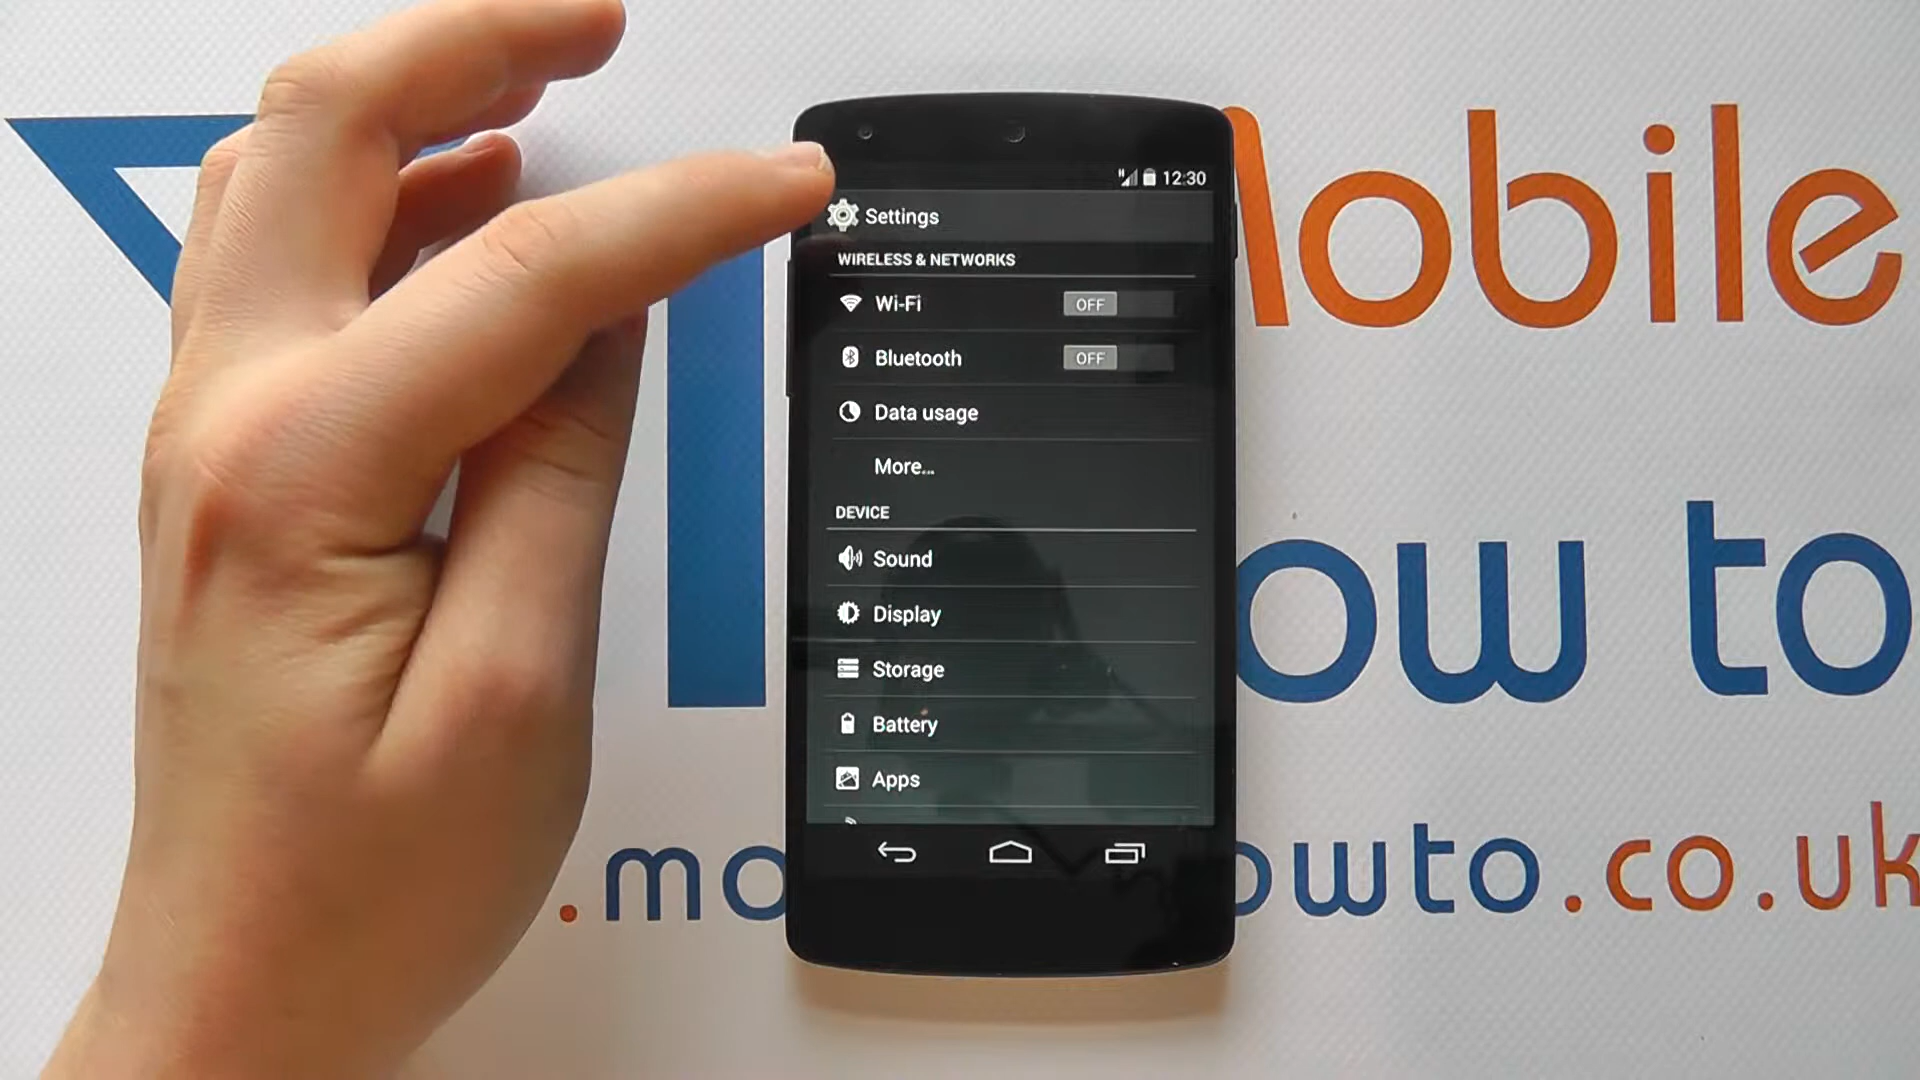 Mobile
12:30
Settings
WIRELESS & NETWORKS
Wi-Fi OFF
Bluetooth OFF
Data usage
More...
DEVICE
Sound
Display
Storage
Battery
Apps
ow to
.mo owto.co.uk